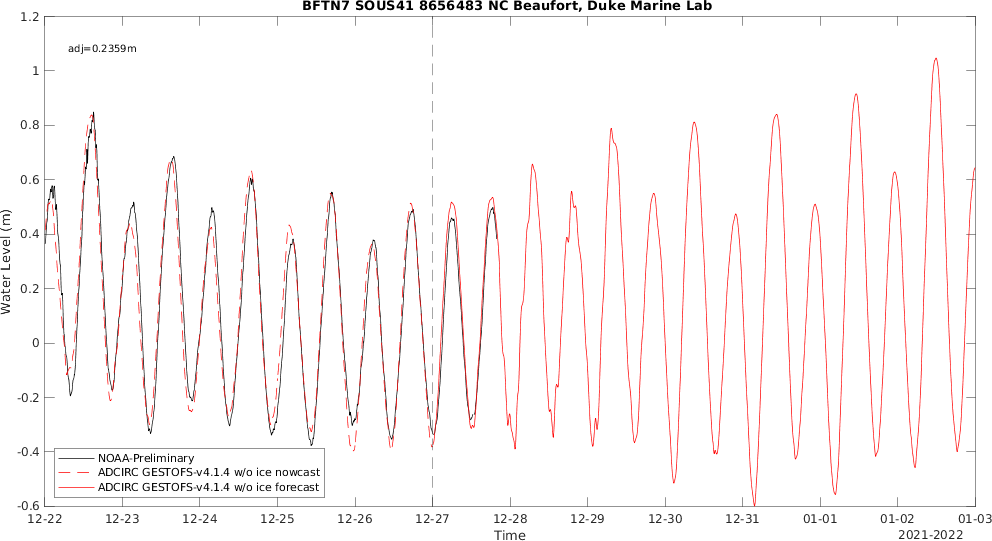 BFTN7 SOUS41 8656483 NC Beaufort, Duke Marine Lab
adj=0.2359m
1.2
1
0.8
0.6
0.4
0.2
0
-0.2
-0.4
-0.6
Water Level (m)
NOAA-Preliminary
ADCIRC GESTOFS-v4.1.4 w/o ice nowcast
ADCIRC GESTOFS-v4.1.4 w/o ice forecast
12-22 12-23 12-24 12-25 12-26 12-27 12-28 12-29 12-30 12-31 01-01 01-02 01-03
Time
2021-2022